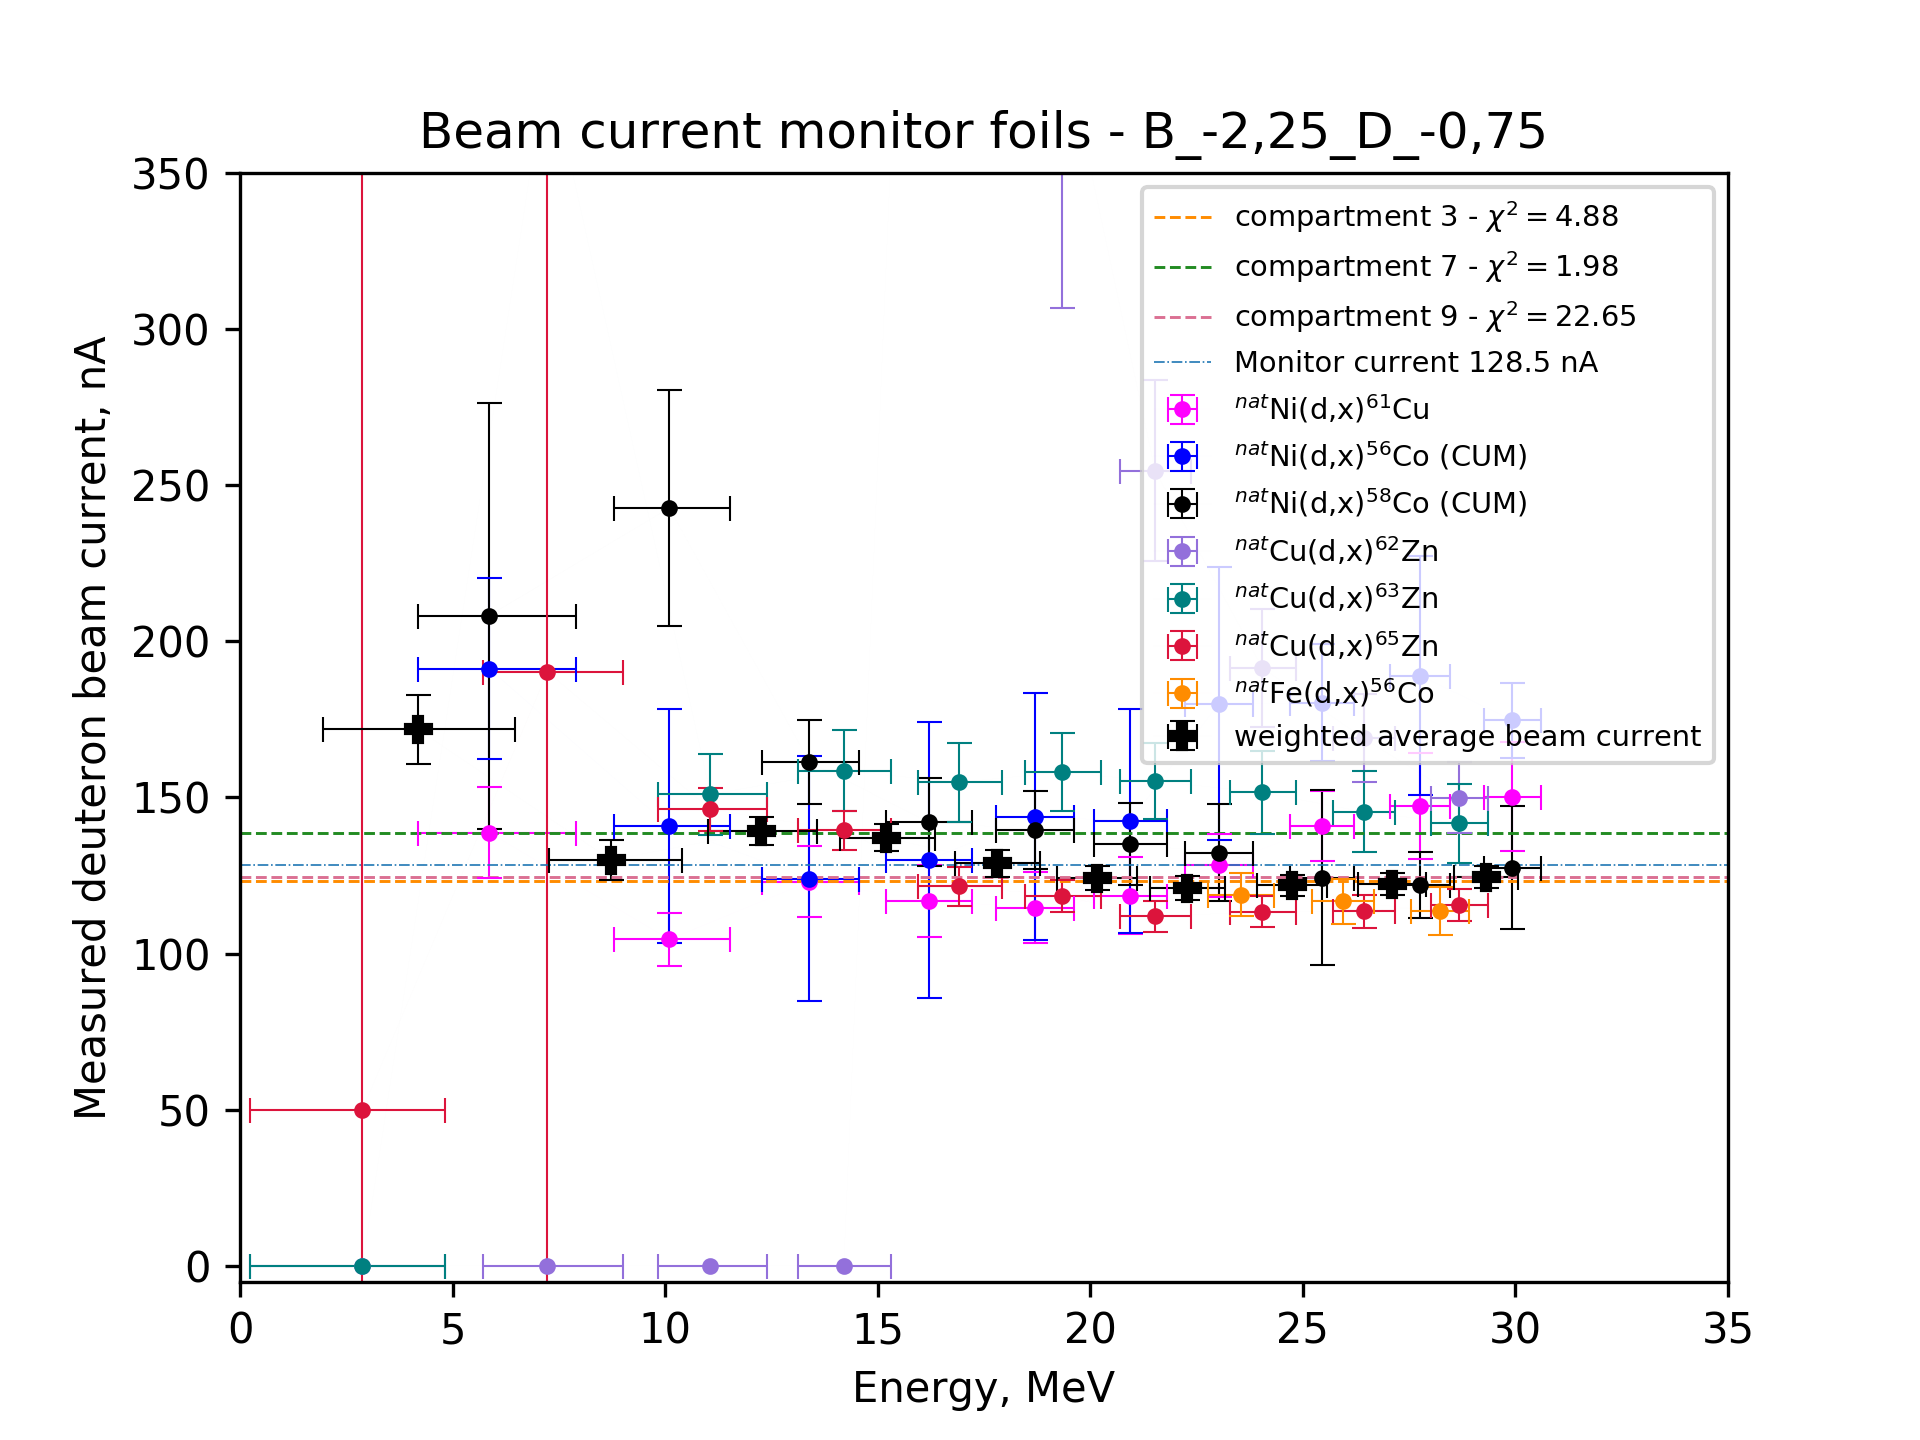 Beam current monitor foils - B_-2,25_D_-0,75
Measured deuteron beam current, nA
350
300
250
200
150
100
50
0
compartment 3 - χ² = 4.88
compartment 7 - χ² = 1.98
compartment 9 - χ² = 22.65
Monitor current 128.5 nA
ⁿᵃᵗNi(d,x)⁶¹Cu
ⁿᵃᵗNi(d,x)⁵⁶Co (CUM)
ⁿᵃᵗNi(d,x)⁵⁸Co (CUM)
ⁿᵃᵗCu(d,x)⁶²Zn
ⁿᵃᵗCu(d,x)⁶³Zn
ⁿᵃᵗCu(d,x)⁶⁵Zn
ⁿᵃᵗFe(d,x)⁵⁶Co
weighted average beam current
0 5 10 15 20 25 30 35
Energy, MeV